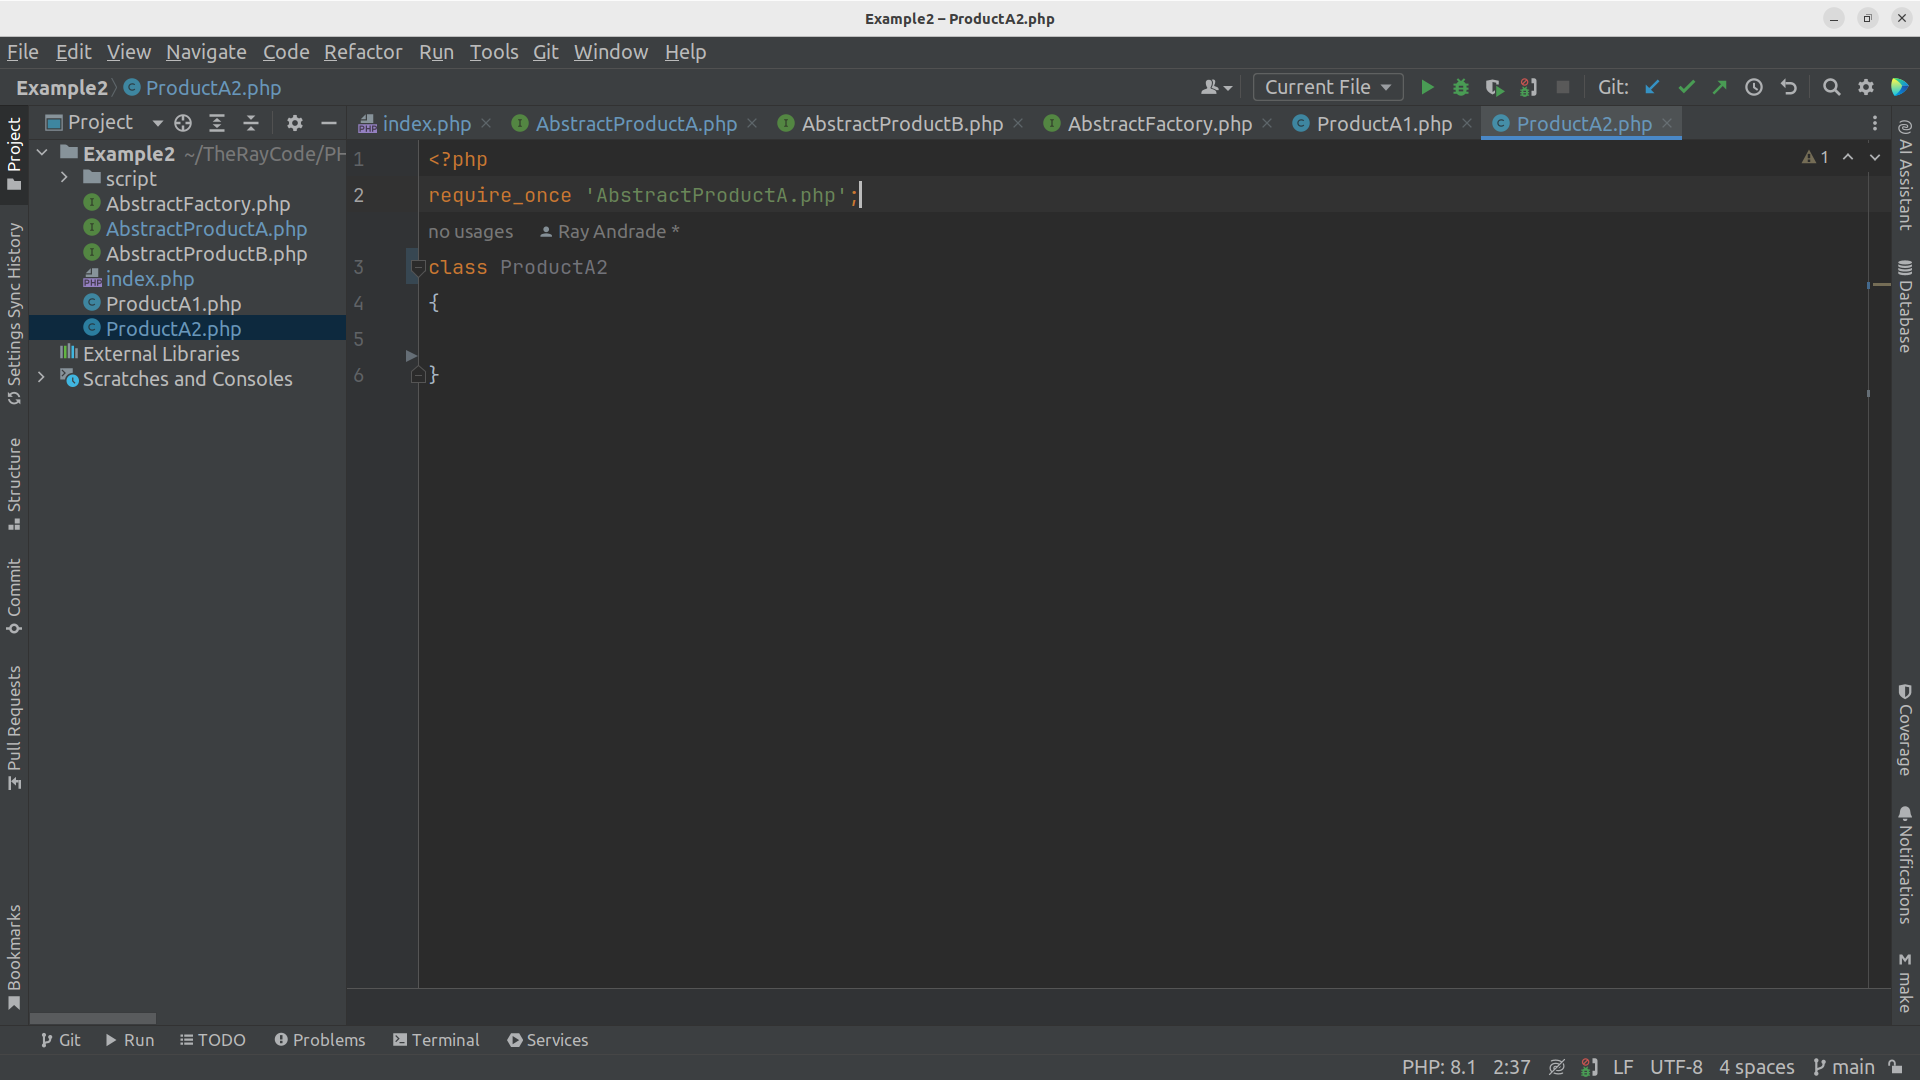 Example2 – ProductA2.php
File Edit View Navigate Code Refactor Run Tools Git Window Help
Example2 ProductA2.php Current File Git:
Project
index.php AbstractProductA.php AbstractProductB.php AbstractFactory.php ProductA1.php ProductA2.php
Example2 ~/TheRayCode/PH
script
AbstractFactory.php
AbstractProductA.php
AbstractProductB.php
index.php
ProductA1.php
ProductA2.php
External Libraries
Scratches and Consoles
1 <?php
2 require_once 'AbstractProductA.php';
no usages Ray Andrade *
3 class ProductA2
4 {
5
6 }
1
Project
Settings Sync History
Structure
Commit
Pull Requests
Bookmarks
AI Assistant
Database
Coverage
Notifications
M make
Git Run TODO Problems Terminal Services
PHP: 8.1 2:37 LF UTF-8 4 spaces main